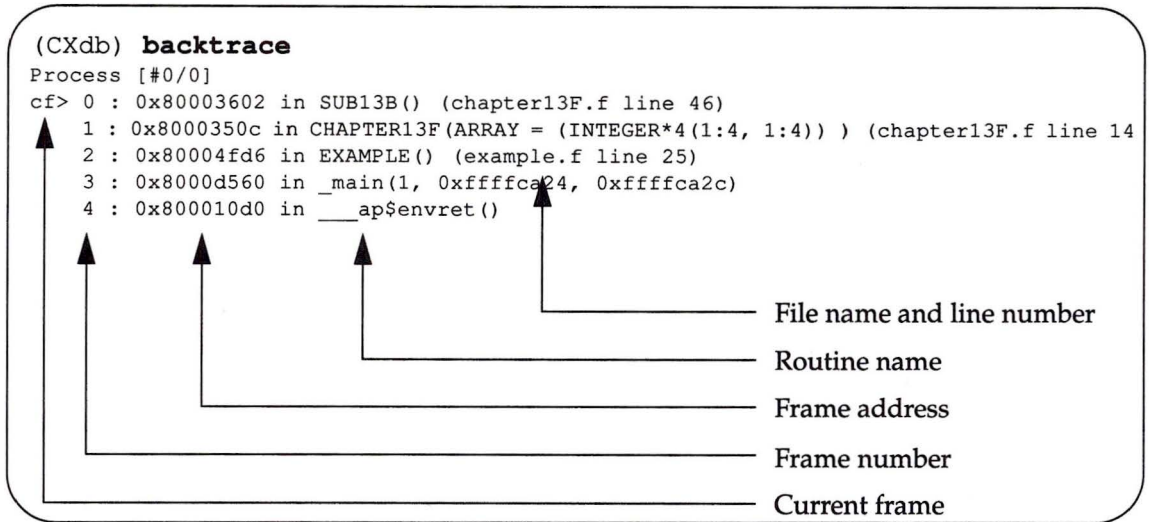 (CXdb) backtrace
Process [#0/0]
cf> 0 : 0x80003602 in SUB13B() (chapter13F.f line 46)
1 : 0x8000350c in CHAPTER13F(ARRAY = (INTEGER*4(1:4, 1:4)) ) (chapter13F.f line 14
2 : 0x80004fd6 in EXAMPLE() (example.f line 25)
3 : 0x8000d560 in _main(1, 0xffffca24, 0xffffca2c)
4 : 0x800010d0 in ___ap$envret()
File name and line number
Routine name
Frame address
Frame number
Current frame